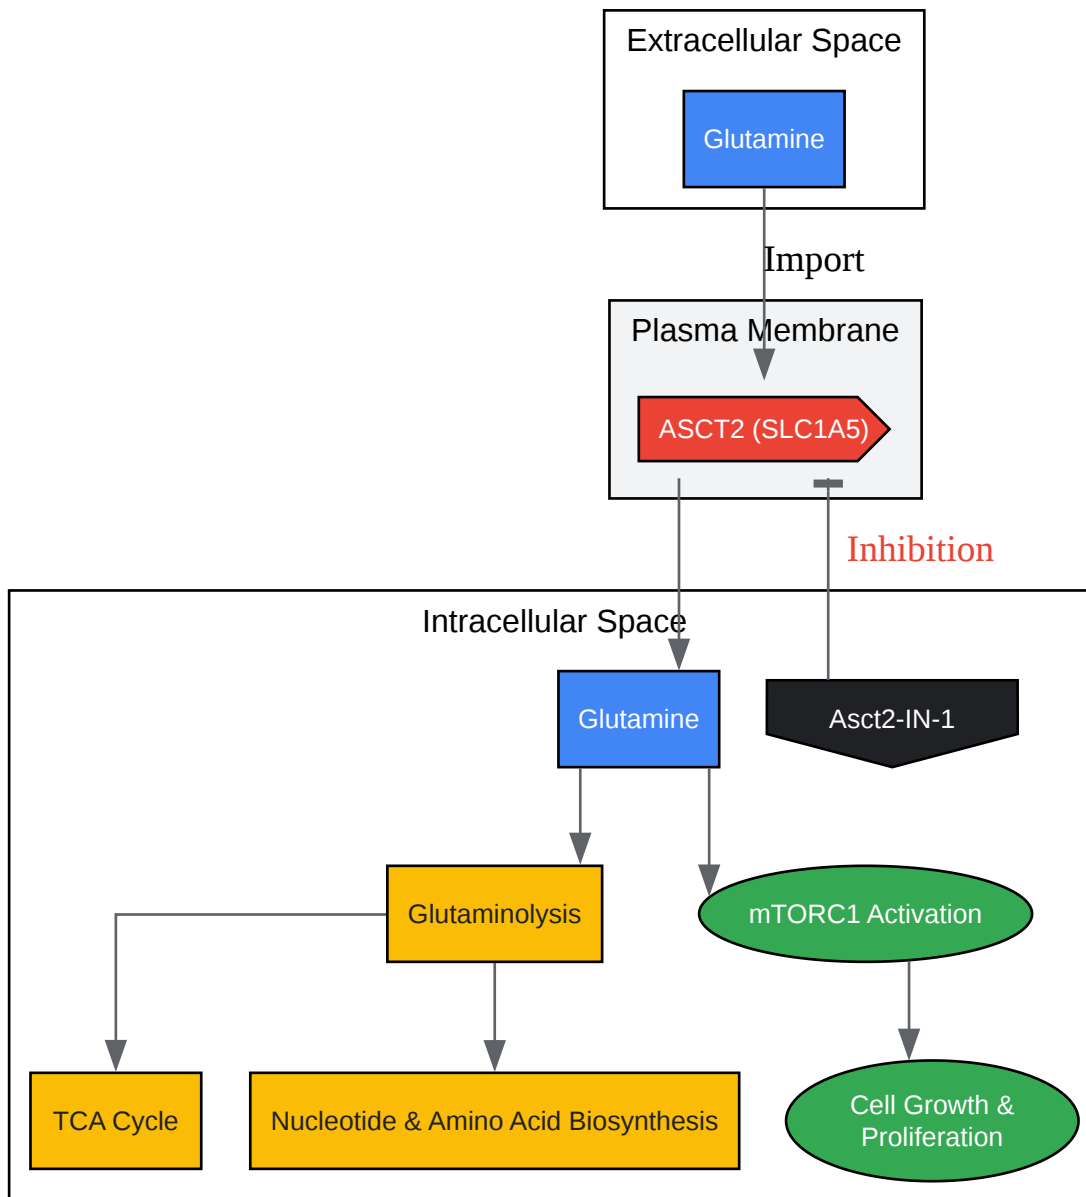 Extracellular Space
Glutamine
Import
Plasma Membrane
ASCT2 (SLC1A5)
Inhibition
Intracellular Space
Glutamine
Asct2-IN-1
Glutaminolysis
mTORC1 Activation
TCA Cycle
Nucleotide & Amino Acid Biosynthesis
Cell Growth &
Proliferation